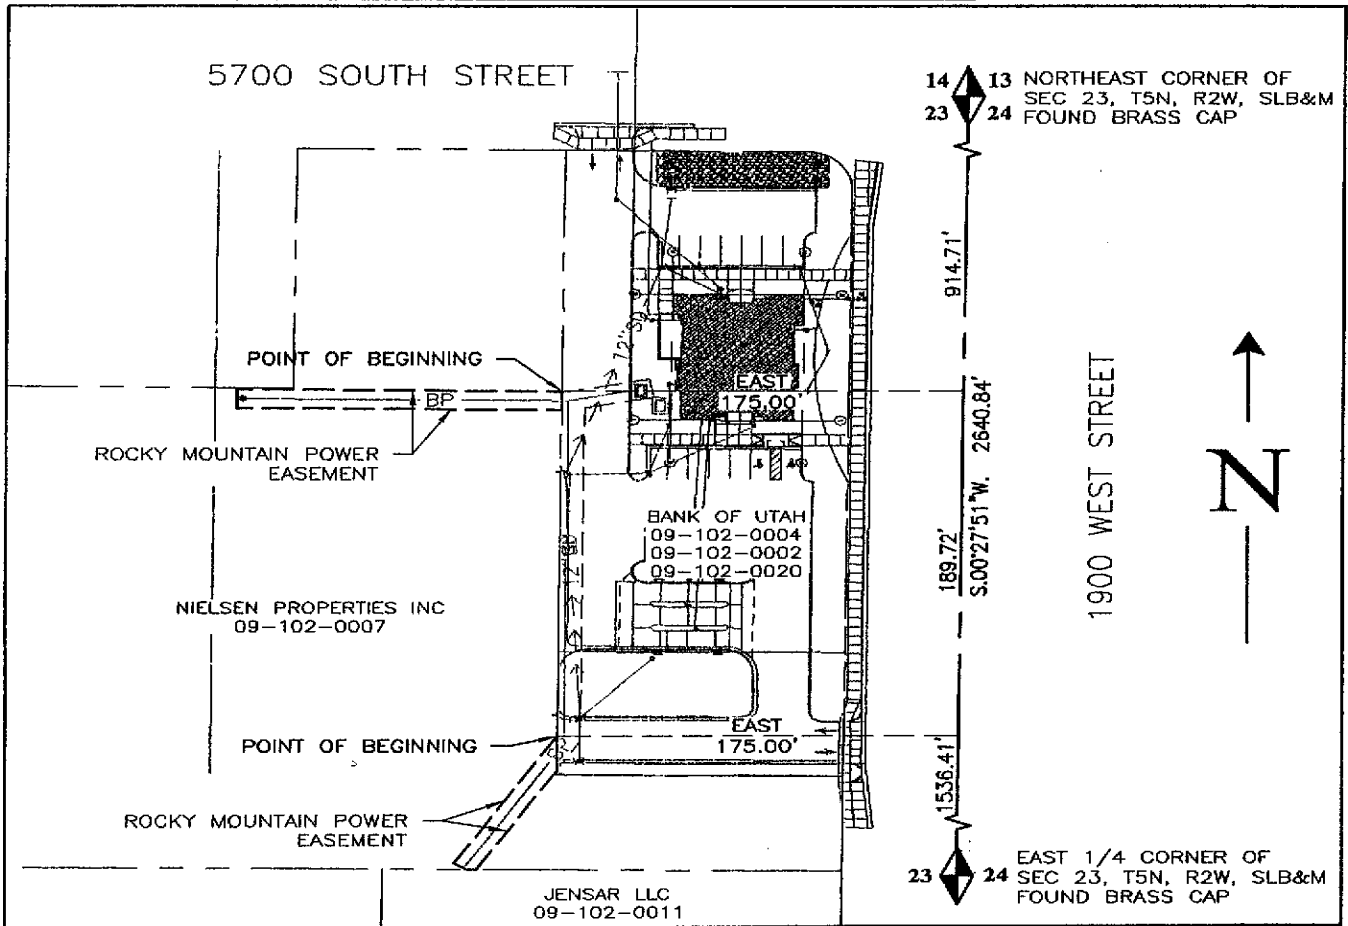 5700 SOUTH STREET
14 13 NORTHEAST CORNER OF
SEC 23, T5N, R2W, SLB&M
23 24 FOUND BRASS CAP
914.71'
12" SD
POINT OF BEGINNING
EAST
175.00'
BP
ROCKY MOUNTAIN POWER
EASEMENT
S.00°27'51"W. 2640.84'
1900 WEST STREET
N
BANK OF UTAH
09-102-0004
09-102-0002
09-102-0020
189.72'
NIELSEN PROPERTIES INC
09-102-0007
EAST
175.00'
POINT OF BEGINNING
1536.41'
ROCKY MOUNTAIN POWER
EASEMENT
EAST 1/4 CORNER OF
23 24 SEC 23, T5N, R2W, SLB&M
FOUND BRASS CAP
JENSAR LLC
09-102-0011